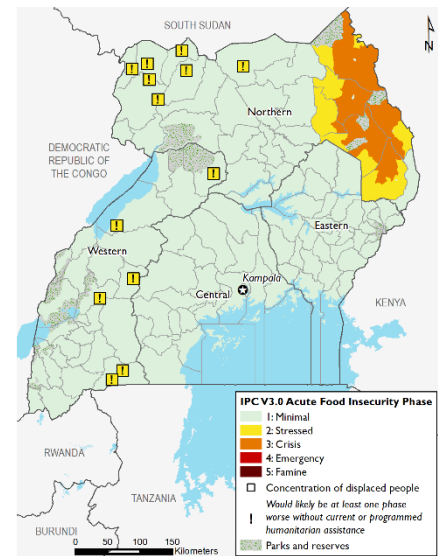 SOUTH SUDAN
N
Northern
DEMOCRATIC
REPUBLIC OF
THE CONGO
Eastern
Western
Kampala
Central
KENYA
IPC V3.0 Acute Food Insecurity Phase
1: Minimal
2: Stressed
3: Crisis
4: Emergency
5: Famine
Concentration of displaced people
! Would likely be at least one phase
worse without current or programmed
humanitarian assistance
Parks and reserves
RWANDA
TANZANIA
BURUNDI
0 50 100 150
Kilometers